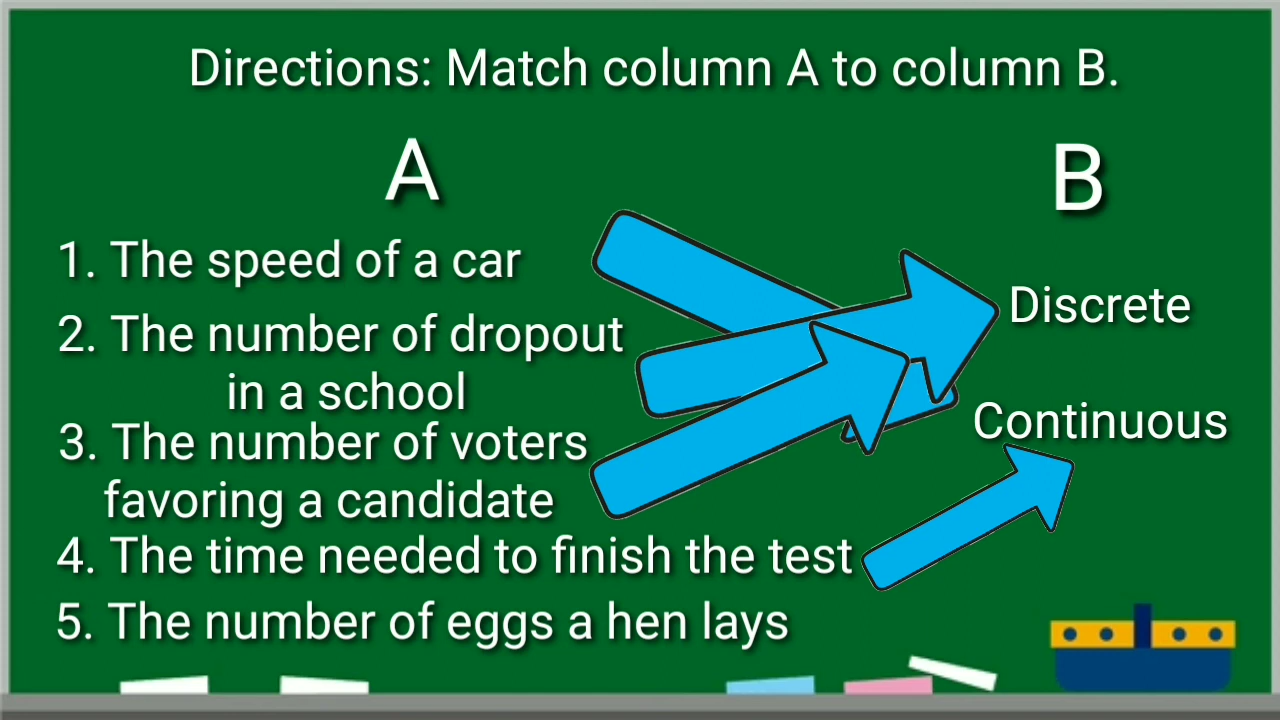 Directions: Match column A to column B.
A
B
1. The speed of a car
2. The number of dropout
in a school
3. The number of voters
favoring a candidate
4. The time needed to finish the test
5. The number of eggs a hen lays
Discrete
Continuous